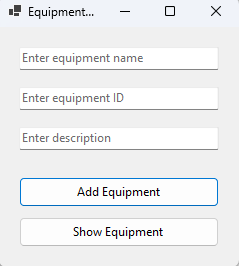 Equipment...
Enter equipment name
Enter equipment ID
Enter description
Add Equipment
Show Equipment